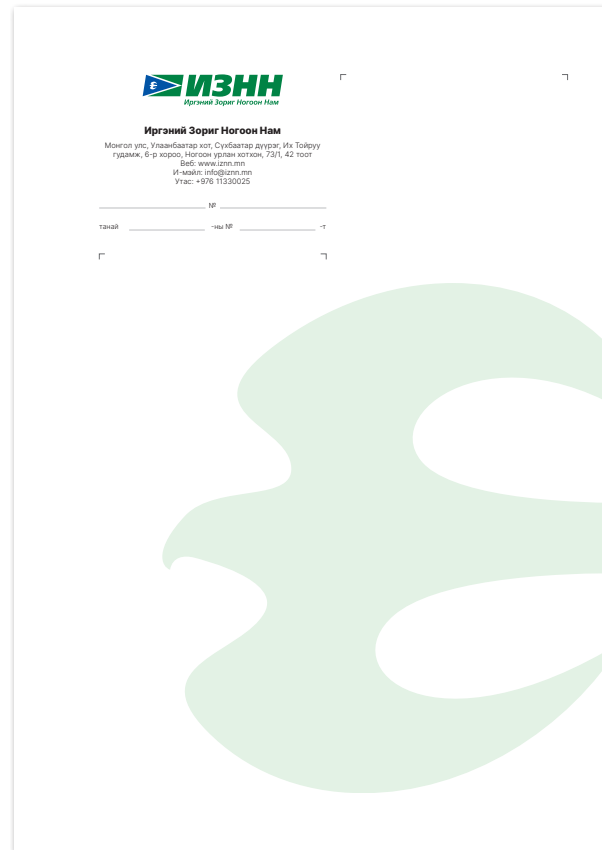 ИЗНН
Иргэний Зориг Ногоон Нам
Иргэний Зориг Ногоон Нам
Монгол улс, Улаанбаатар хот, Сүхбаатар дүүрэг, Их Тойруу
гудамж, 6-р хороо, Ногоон урлан хотхон, 73/1, 42 тоот
Веб: www.iznn.mn
И-мэйл: info@iznn.mn
Утас: +976 11330025
№
танай -ны № -т